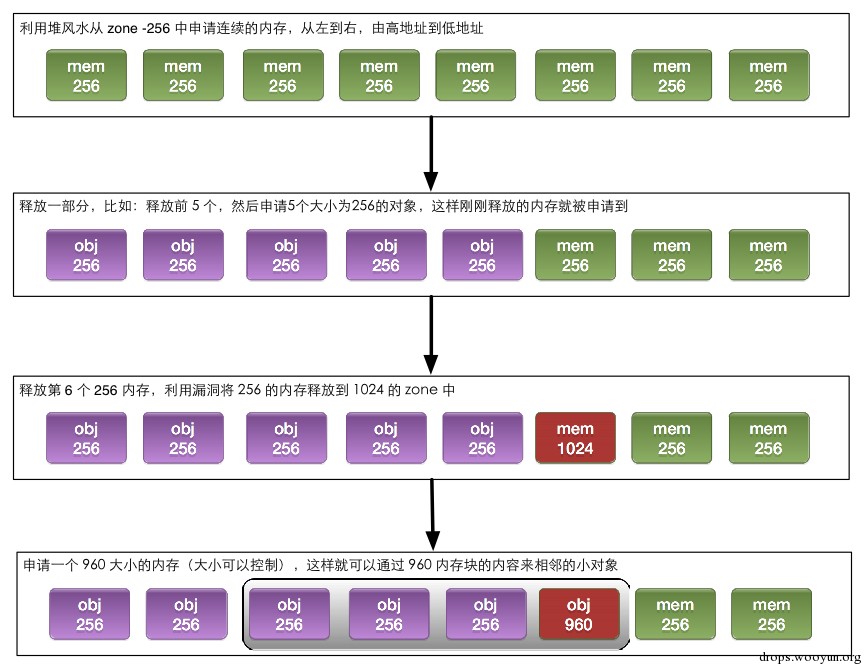 利用堆风水从 zone -256 中申请连续的内存，从左到右，由高地址到低地址
mem mem mem mem mem mem mem mem
256 256 256 256 256 256 256 256
释放一部分，比如：释放前 5 个，然后申请5个大小为256的对象，这样刚刚释放的内存就被申请到
obj obj obj obj obj mem mem mem
256 256 256 256 256 256 256 256
释放第 6 个 256 内存，利用漏洞将 256 的内存释放到 1024 的 zone 中
obj obj obj obj obj mem mem mem
256 256 256 256 256 1024 256 256
申请一个 960 大小的内存（大小可以控制），这样就可以通过 960 内存块的内容来相邻的小对象
obj obj obj obj obj obj mem mem
256 256 256 256 256 960 256 256
drops.wooyun.org